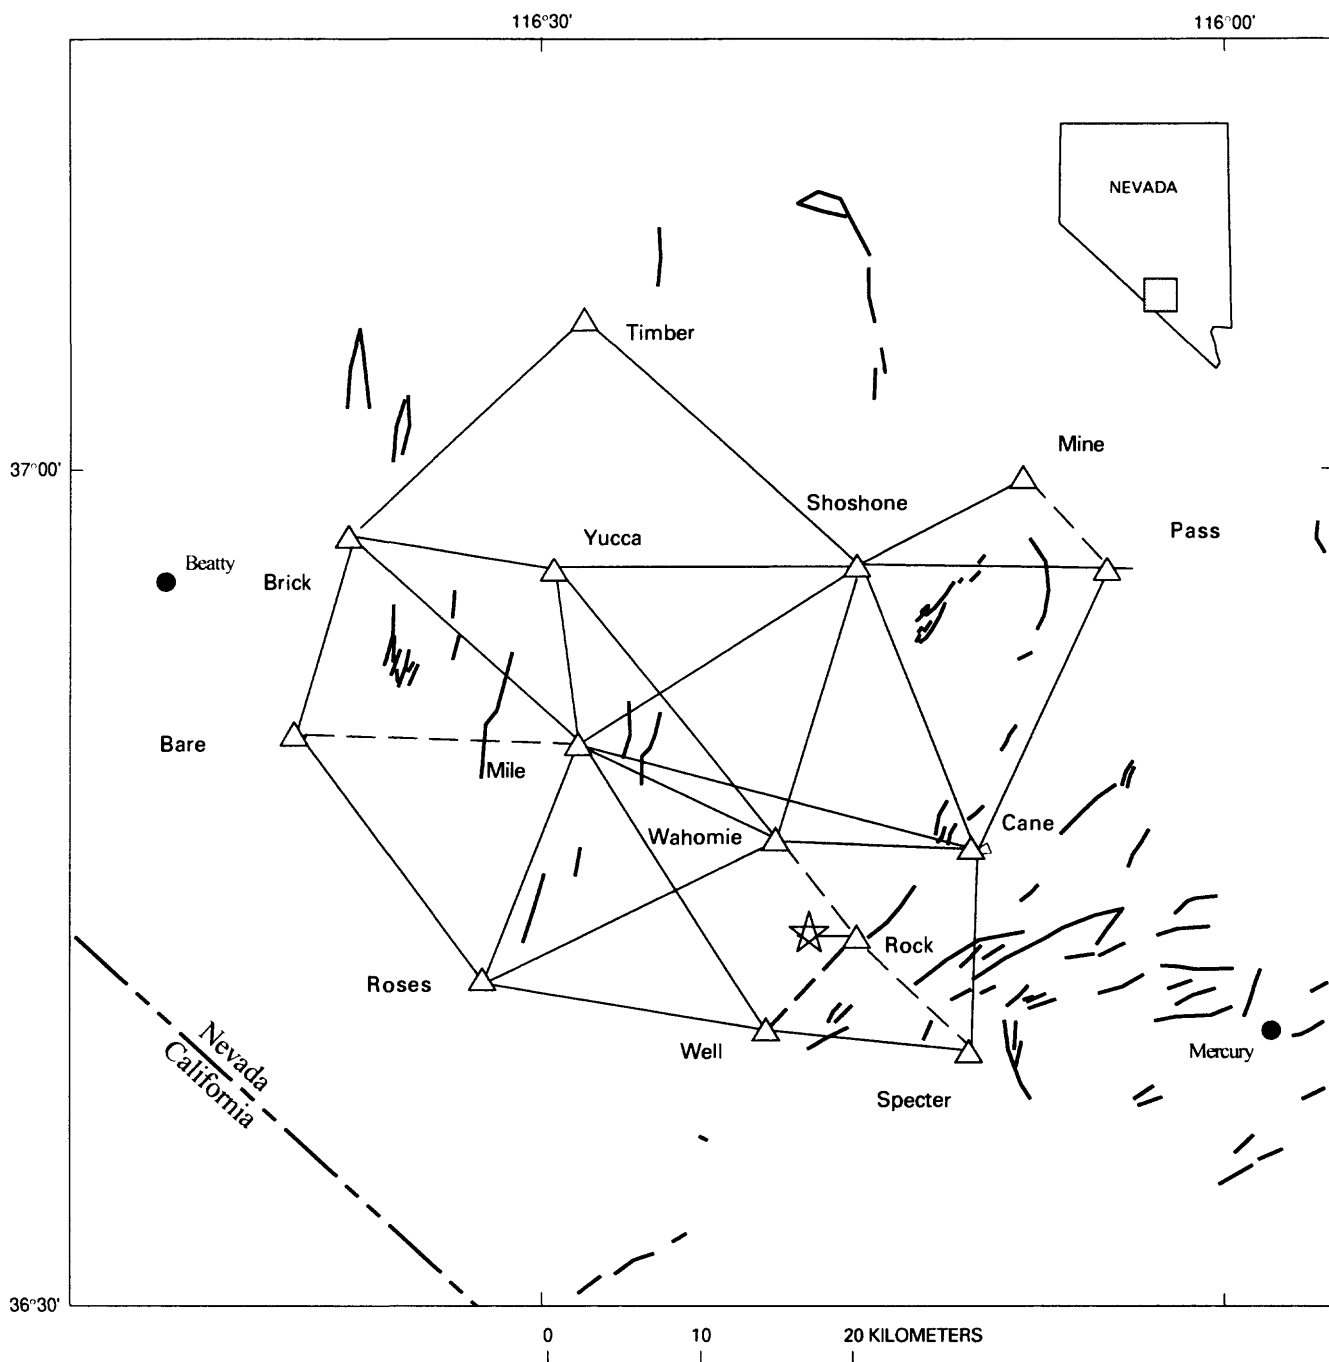 116°30'
116°00'
NEVADA
Timber
Mine
37°00'
Shoshone
Pass
Yucca
Beatty
Brick
Bare
Mile
Cane
Wahomie
Rock
Roses
Nevada
California
Well
Mercury
Specter
36°30'
0 10 20 KILOMETERS